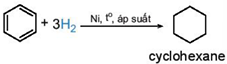 + 3H₂ Ni, t°, áp suất
cyclohexane